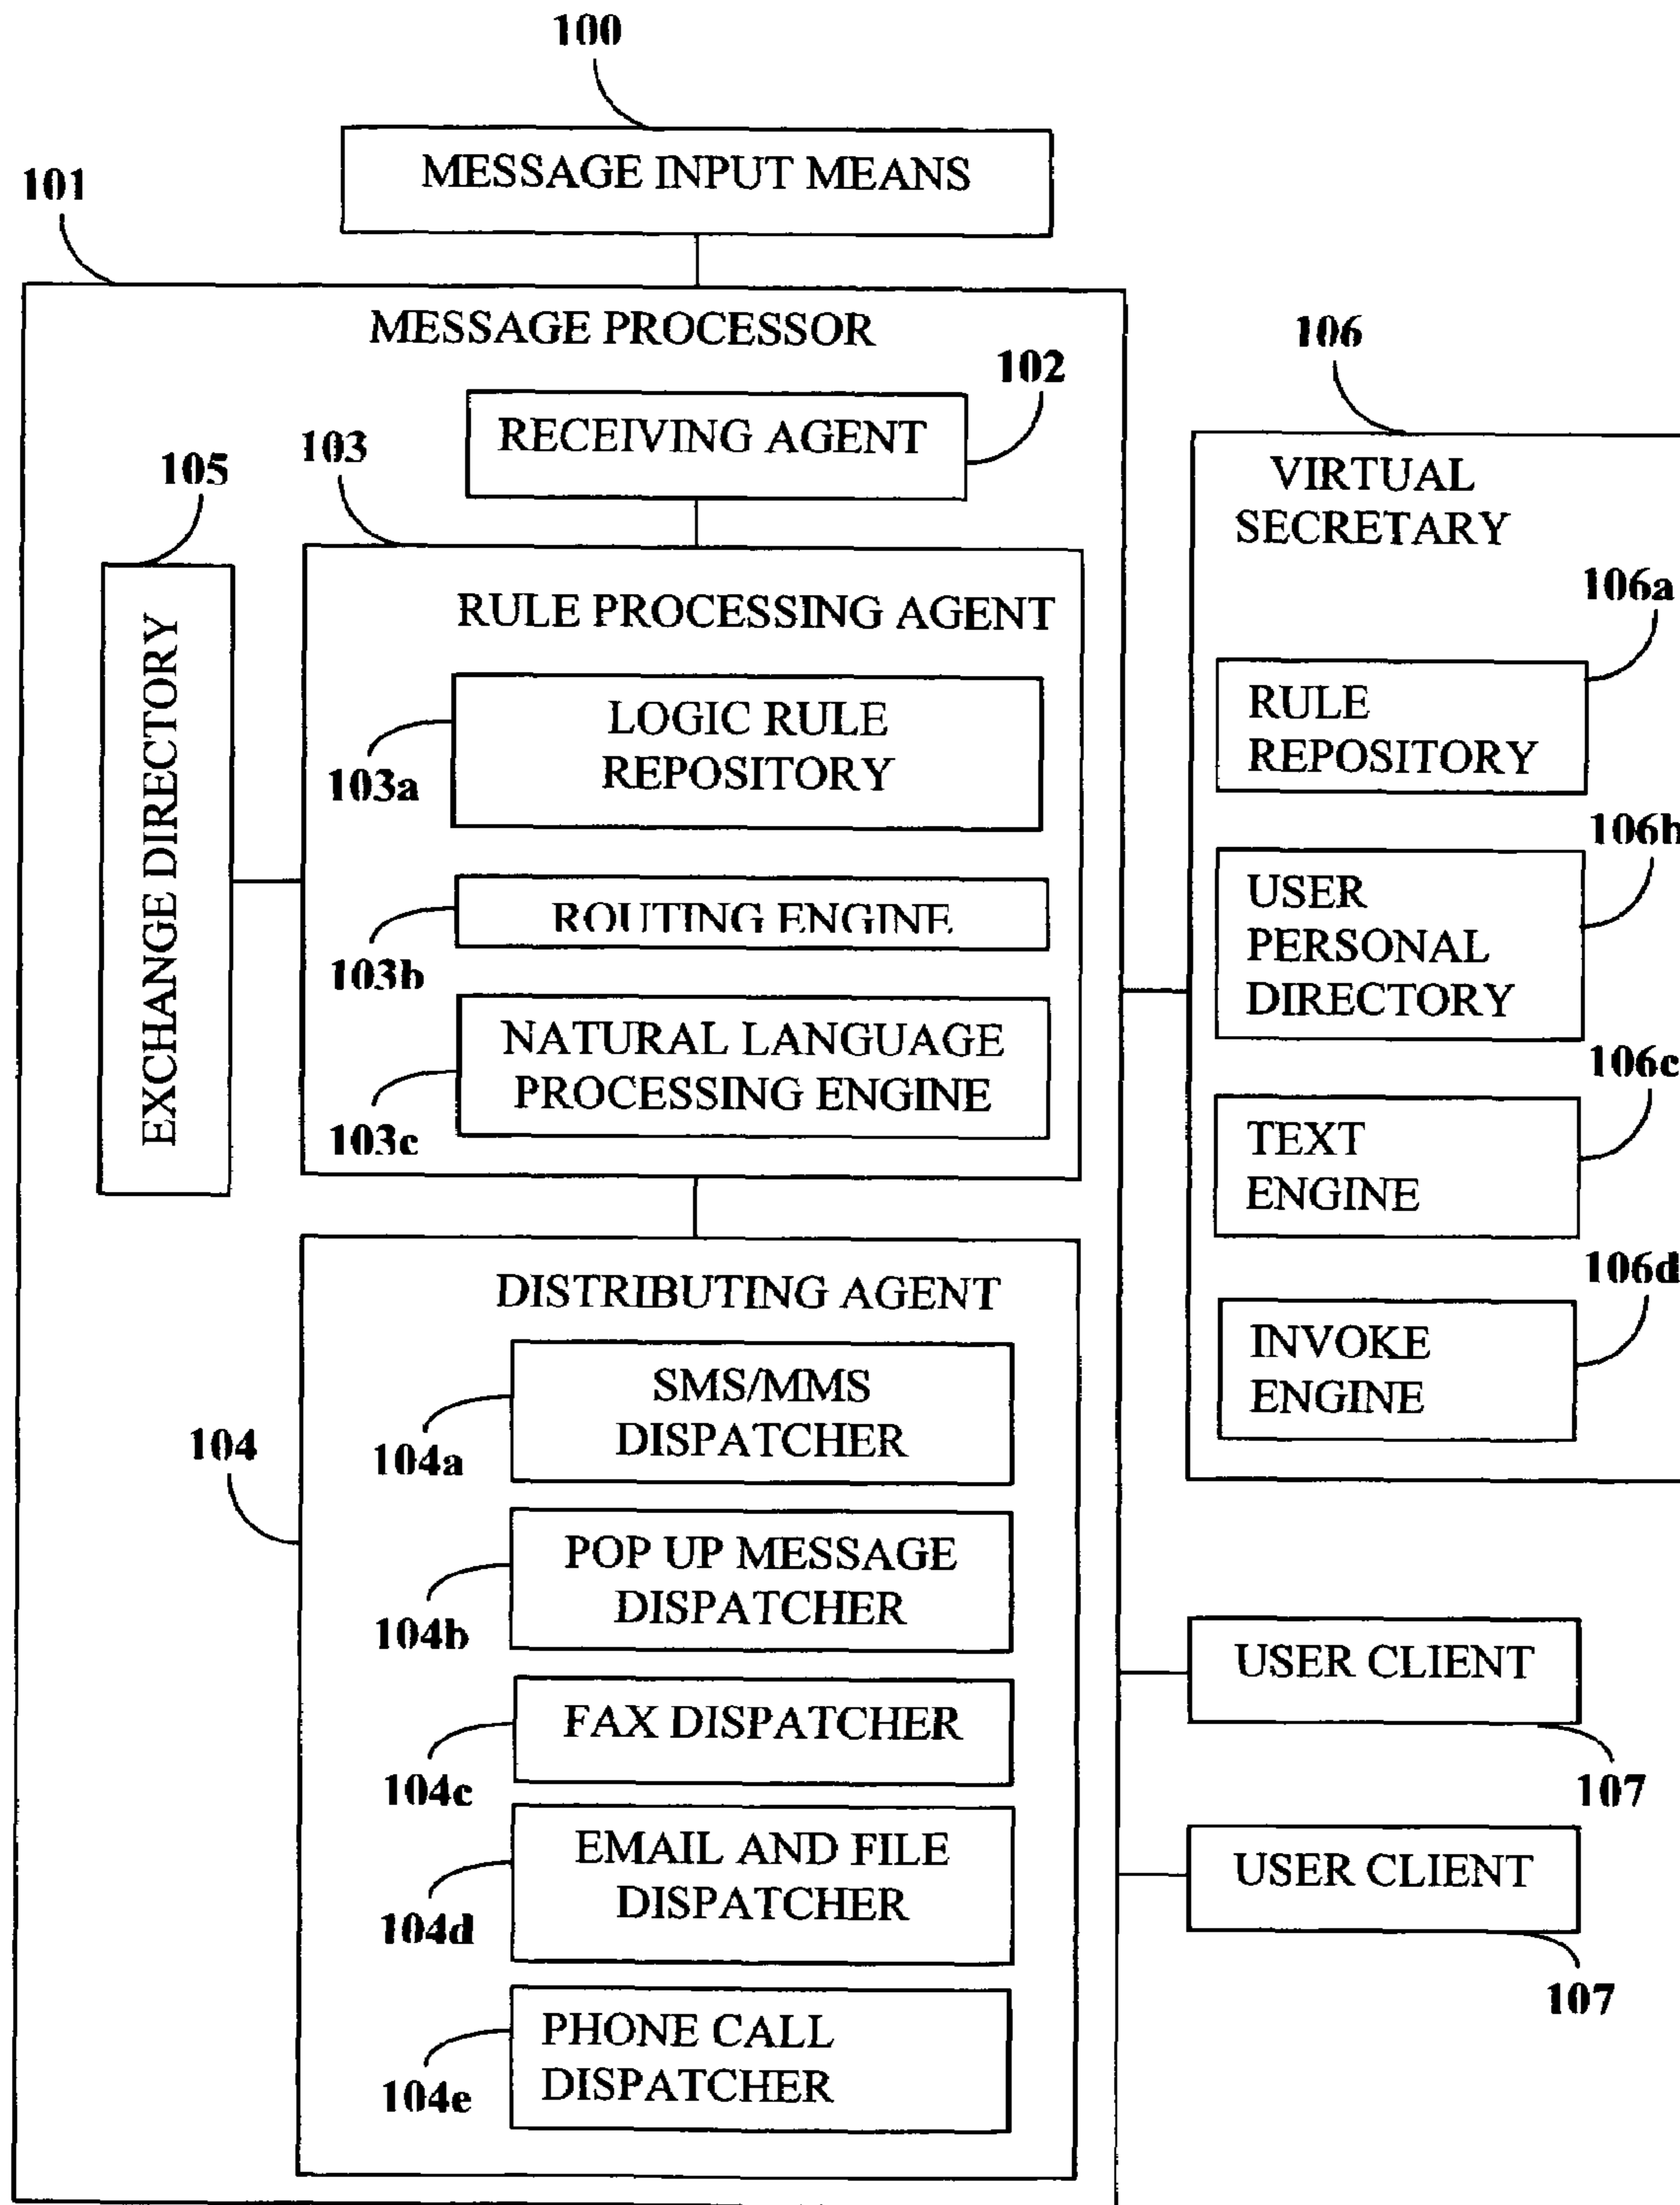 100
MESSAGE INPUT MEANS
101
MESSAGE PROCESSOR
102
RECEIVING AGENT
103
105
EXCHANGE DIRECTORY
RULE PROCESSING AGENT
LOGIC RULE
REPOSITORY
103a
ROUTING ENGINE
103b
NATURAL LANGUAGE
PROCESSING ENGINE
103c
DISTRIBUTING AGENT
104
SMS/MMS
DISPATCHER
104a
POP UP MESSAGE
DISPATCHER
104b
FAX DISPATCHER
104c
EMAIL AND FILE
DISPATCHER
104d
PHONE CALL
DISPATCHER
104e
106
VIRTUAL
SECRETARY
106a
RULE
REPOSITORY
106b
USER
PERSONAL
DIRECTORY
106c
TEXT
ENGINE
106d
INVOKE
ENGINE
USER CLIENT
107
USER CLIENT
107